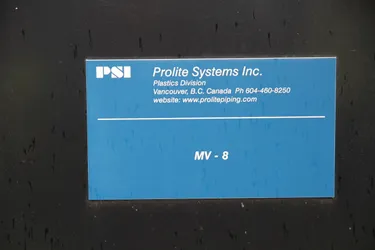 PSI
Prolite Systems Inc.
Plastics Division
Vancouver, B.C. Canada Ph 604-460-8250
website: www.prolitepiping.com
MV - 8